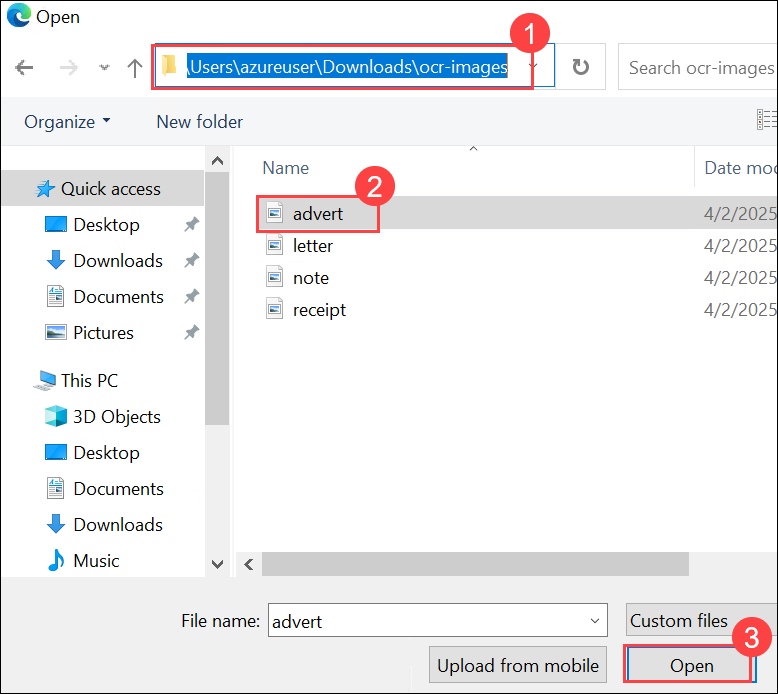 Open
1
\Users\azureuser\Downloads\ocr-images
Search ocr-images
Organize
New folder
Name
Date mod
Quick access
2
advert
4/2/2025
Desktop
letter
4/2/2025
Downloads
note
4/2/2025
Documents
receipt
4/2/2025
Pictures
This PC
3D Objects
Desktop
Documents
Downloads
Music
File name:
advert
Custom files
3
Upload from mobile
Open